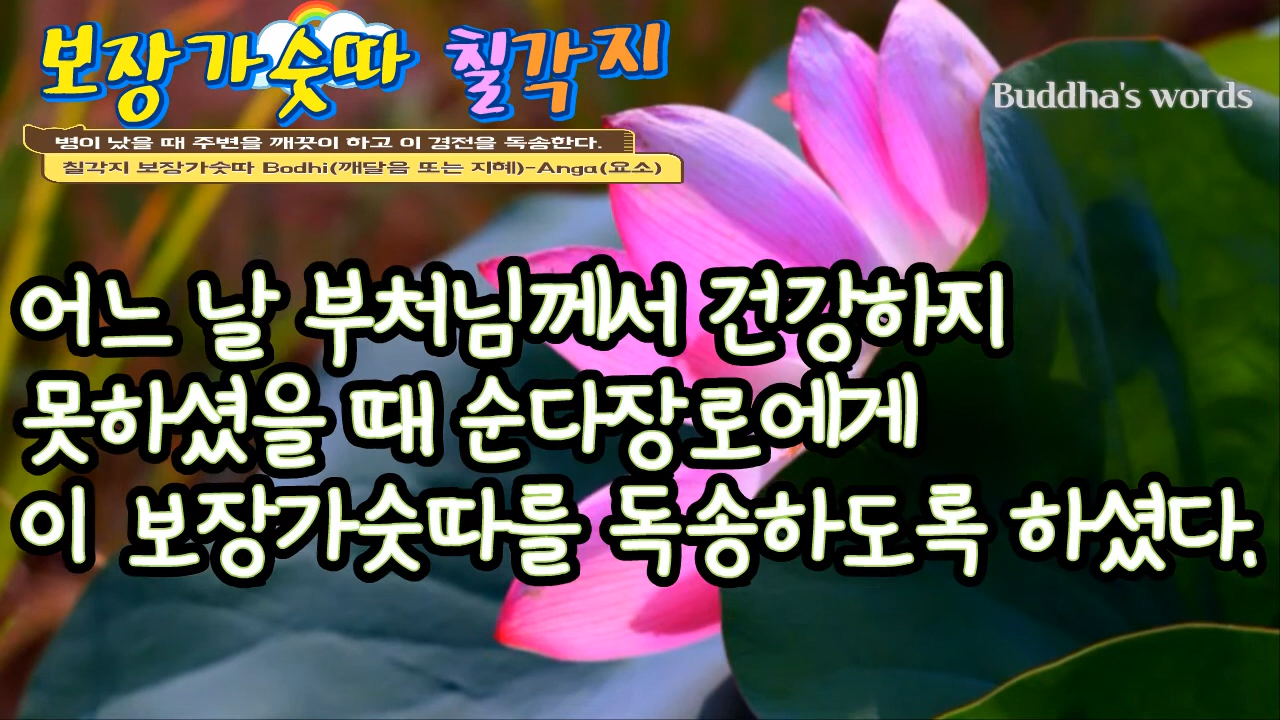 보장가숫따 칠각지
Buddha's words
병이 났을 때 주변을 깨끗이 하고 이 경전을 독송한다.
칠각지 보장가숫따 Bodhi(깨달음 또는 지혜)-Anga(요소)
어느 날 부처님께서 건강하지
못하셨을 때 순다장로에게
이 보장가숫따를 독송하도록 하셨다.